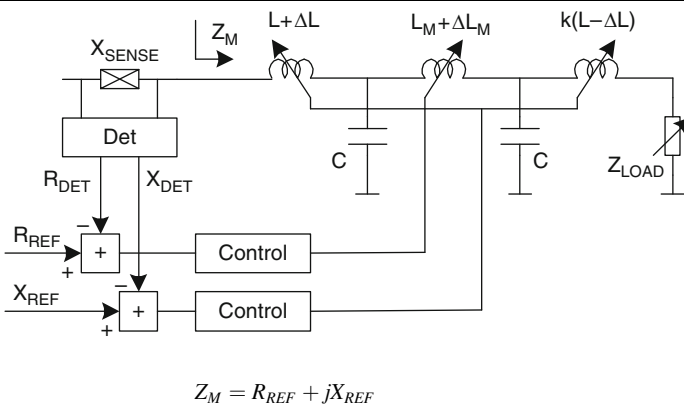 Z_M
L+ΔL
L_M+ΔL_M
k(L−ΔL)
X_SENSE
Det
C
C
Z_LOAD
R_DET
X_DET
−
R_REF
+
+
Control
−
X_REF
+
+
Control
Z_M = R_REF + jX_REF